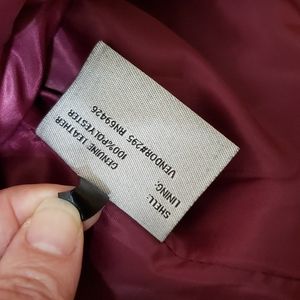 SHELL: GENUINE LEATHER
LINING: 100%POLYESTER
VENDOR#295 RN69426